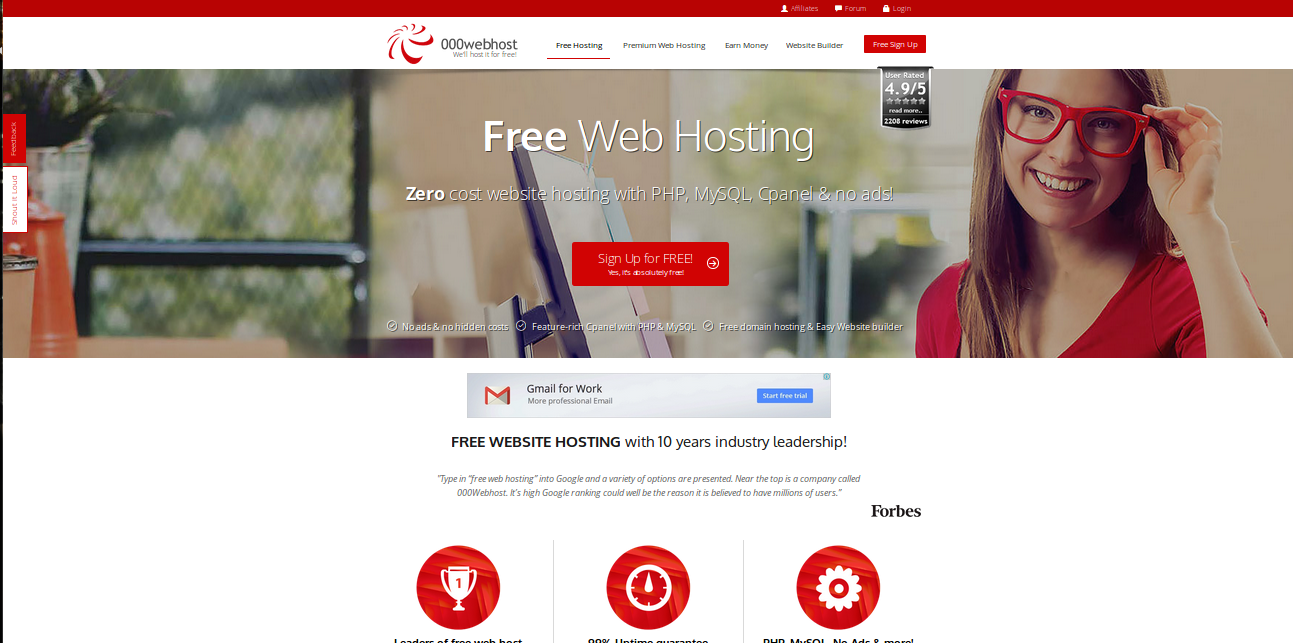 Affiliates Forum Login
000webhost
We'll host it for free!
Free Hosting Premium Web Hosting Earn Money Website Builder Free Sign Up
User Rated
4.9/5
read more..
2208 reviews
Feedback
Shout it Loud
Free Web Hosting
Zero cost website hosting with PHP, MySQL, Cpanel & no ads!
Sign Up for FREE!
Yes, it's absolutely free!
No ads & no hidden costs Feature-rich Cpanel with PHP & MySQL Free domain hosting & Easy Website builder
Gmail for Work
More professional Email
Start free trial
FREE WEBSITE HOSTING with 10 years industry leadership!
"Type in "free web hosting" into Google and a variety of options are presented. Near the top is a company called
000Webhost. It's high Google ranking could well be the reason it is believed to have millions of users."
Forbes
1
Leaders of free web host 99% Uptime guarantee PHP, MySQL, No Ads & more!